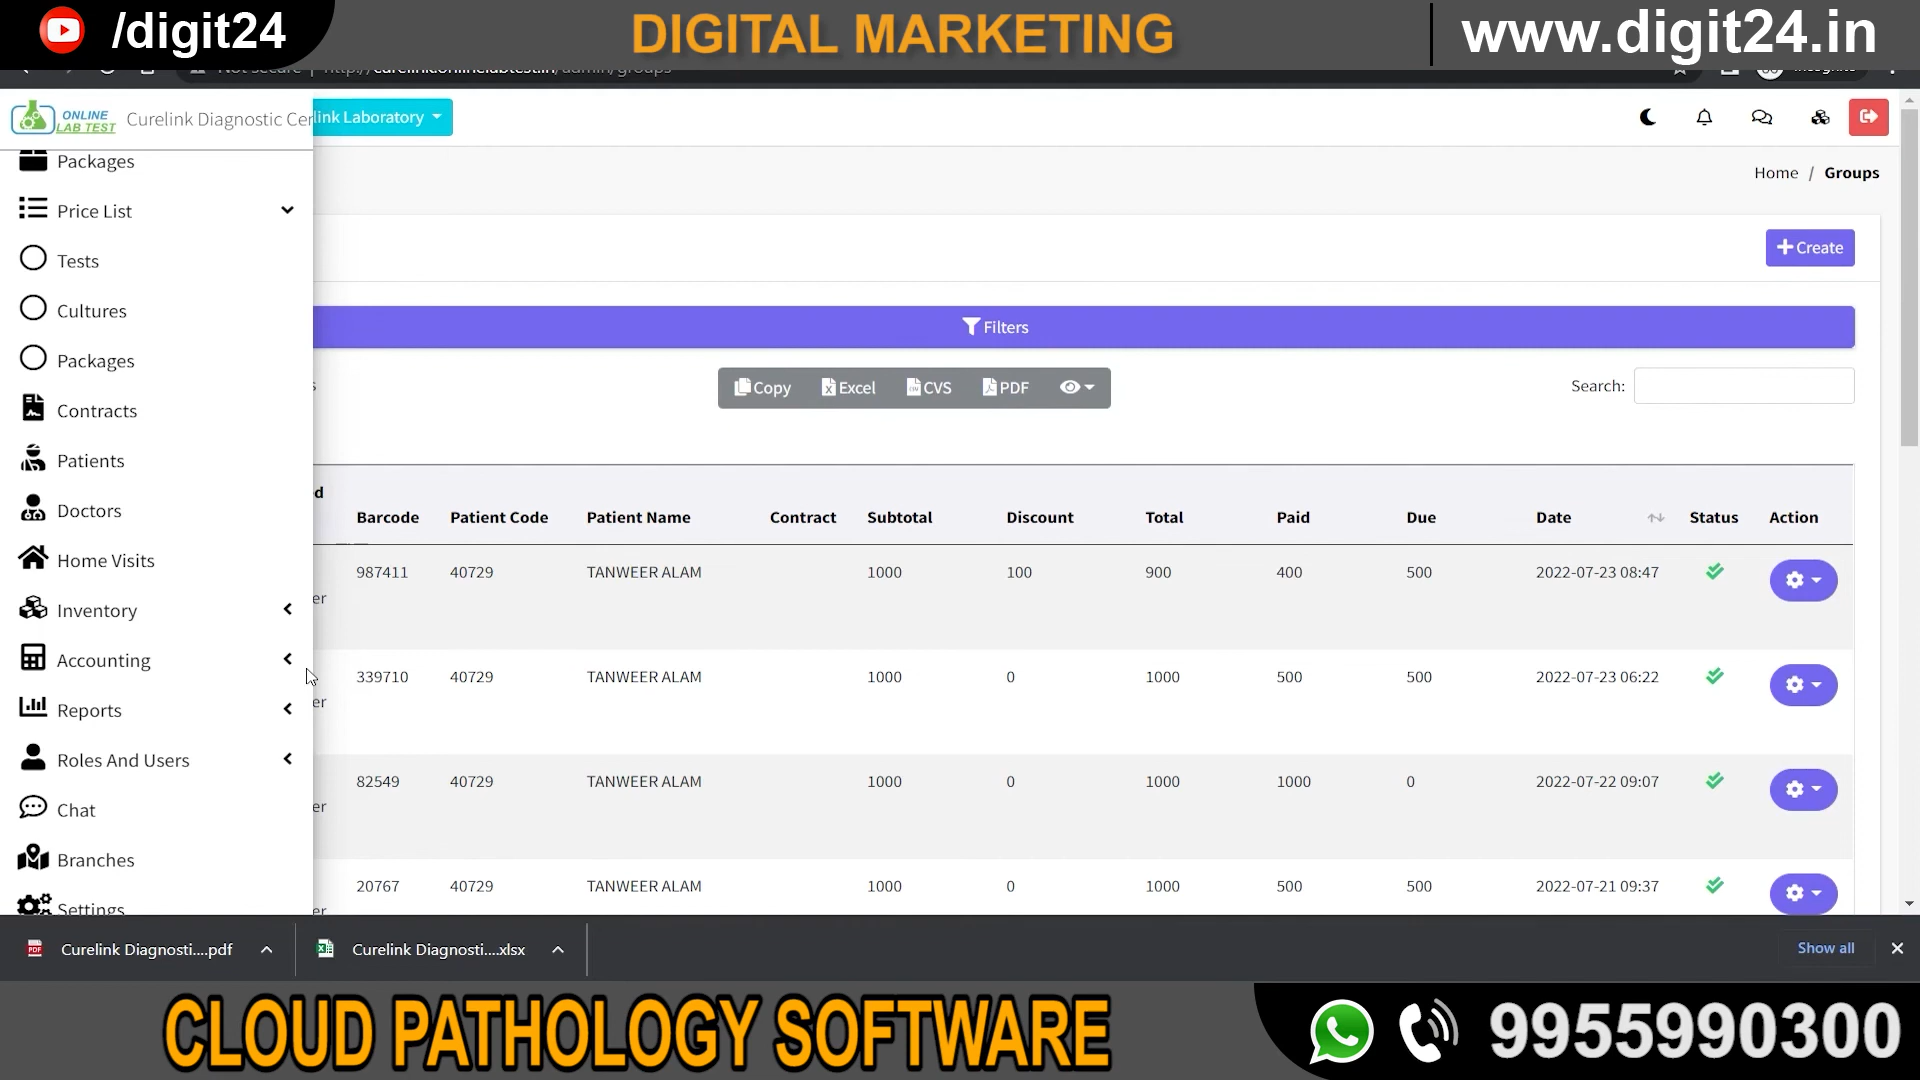 /digit24
DIGITAL MARKETING
www.digit24.in
ONLINE
LAB TEST
Curelink Diagnostic Cen
link Laboratory
Packages
Price List
Tests
Cultures
Packages
Contracts
Patients
Doctors
Home Visits
Inventory
Accounting
Reports
Roles And Users
Chat
Branches
Settings
Home / Groups
Create
Filters
Copy Excel CVS PDF
Search:
Barcode Patient Code Patient Name Contract Subtotal Discount Total Paid Due Date Status Action
987411 40729 TANWEER ALAM 1000 100 900 400 500 2022-07-23 08:47
er
339710 40729 TANWEER ALAM 1000 0 1000 500 500 2022-07-23 06:22
er
82549 40729 TANWEER ALAM 1000 0 1000 1000 0 2022-07-22 09:07
er
20767 40729 TANWEER ALAM 1000 0 1000 500 500 2022-07-21 09:37
er
Curelink Diagnosti....pdf
Curelink Diagnosti....xlsx
Show all
CLOUD PATHOLOGY SOFTWARE
9955990300